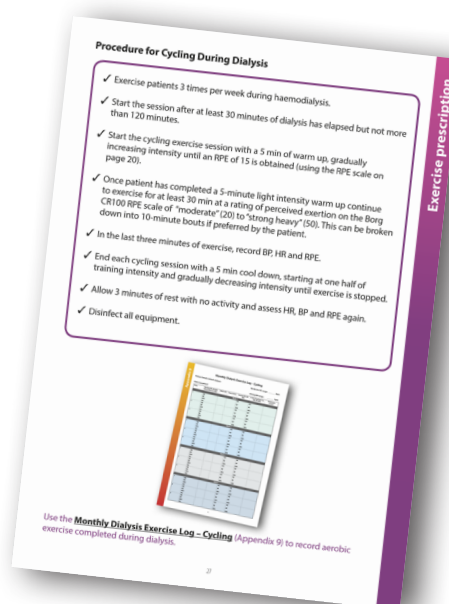 Procedure for Cycling During Dialysis
✓ Exercise patients 3 times per week during haemodialysis.
✓ Start the session after at least 30 minutes of dialysis has elapsed but not more
than 120 minutes.
✓ Start the cycling exercise session with a 5 min of warm up, gradually
increasing intensity until an RPE of 15 is obtained (using the RPE scale on
page 20).
✓ Once patient has completed a 5-minute light intensity warm up continue
to exercise for at least 30 min at a rating of perceived exertion on the Borg
CR100 RPE scale of "moderate" (20) to "strong heavy" (50). This can be broken
down into 10-minute bouts if preferred by the patient.
✓ In the last three minutes of exercise, record BP, HR and RPE.
✓ End each cycling session with a 5 min cool down, starting at one half of
training intensity and gradually decreasing intensity until exercise is stopped.
✓ Allow 3 minutes of rest with no activity and assess HR, BP and RPE again.
✓ Disinfect all equipment.
Exercise prescription
Monthly Dialysis Exercise Log – Cycling
Use the Monthly Dialysis Exercise Log – Cycling (Appendix 9) to record aerobic
exercise completed during dialysis.
21